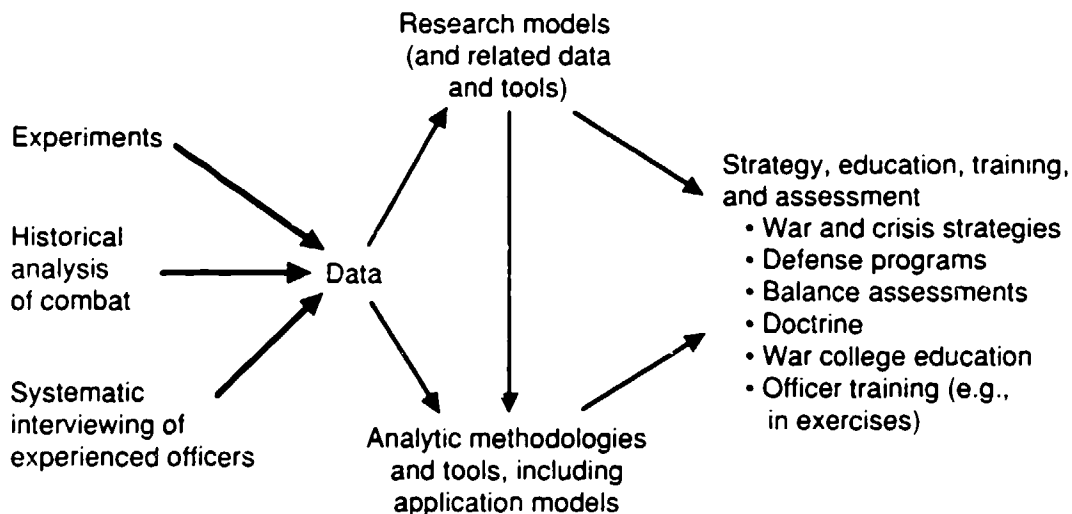 Research models
(and related data
and tools)
Experiments
Historical
analysis
of combat
Data
Systematic
interviewing of
experienced officers
Analytic methodologies
and tools, including
application models
Strategy, education, training,
and assessment
• War and crisis strategies
• Defense programs
• Balance assessments
• Doctrine
• War college education
• Officer training (e.g.,
in exercises)